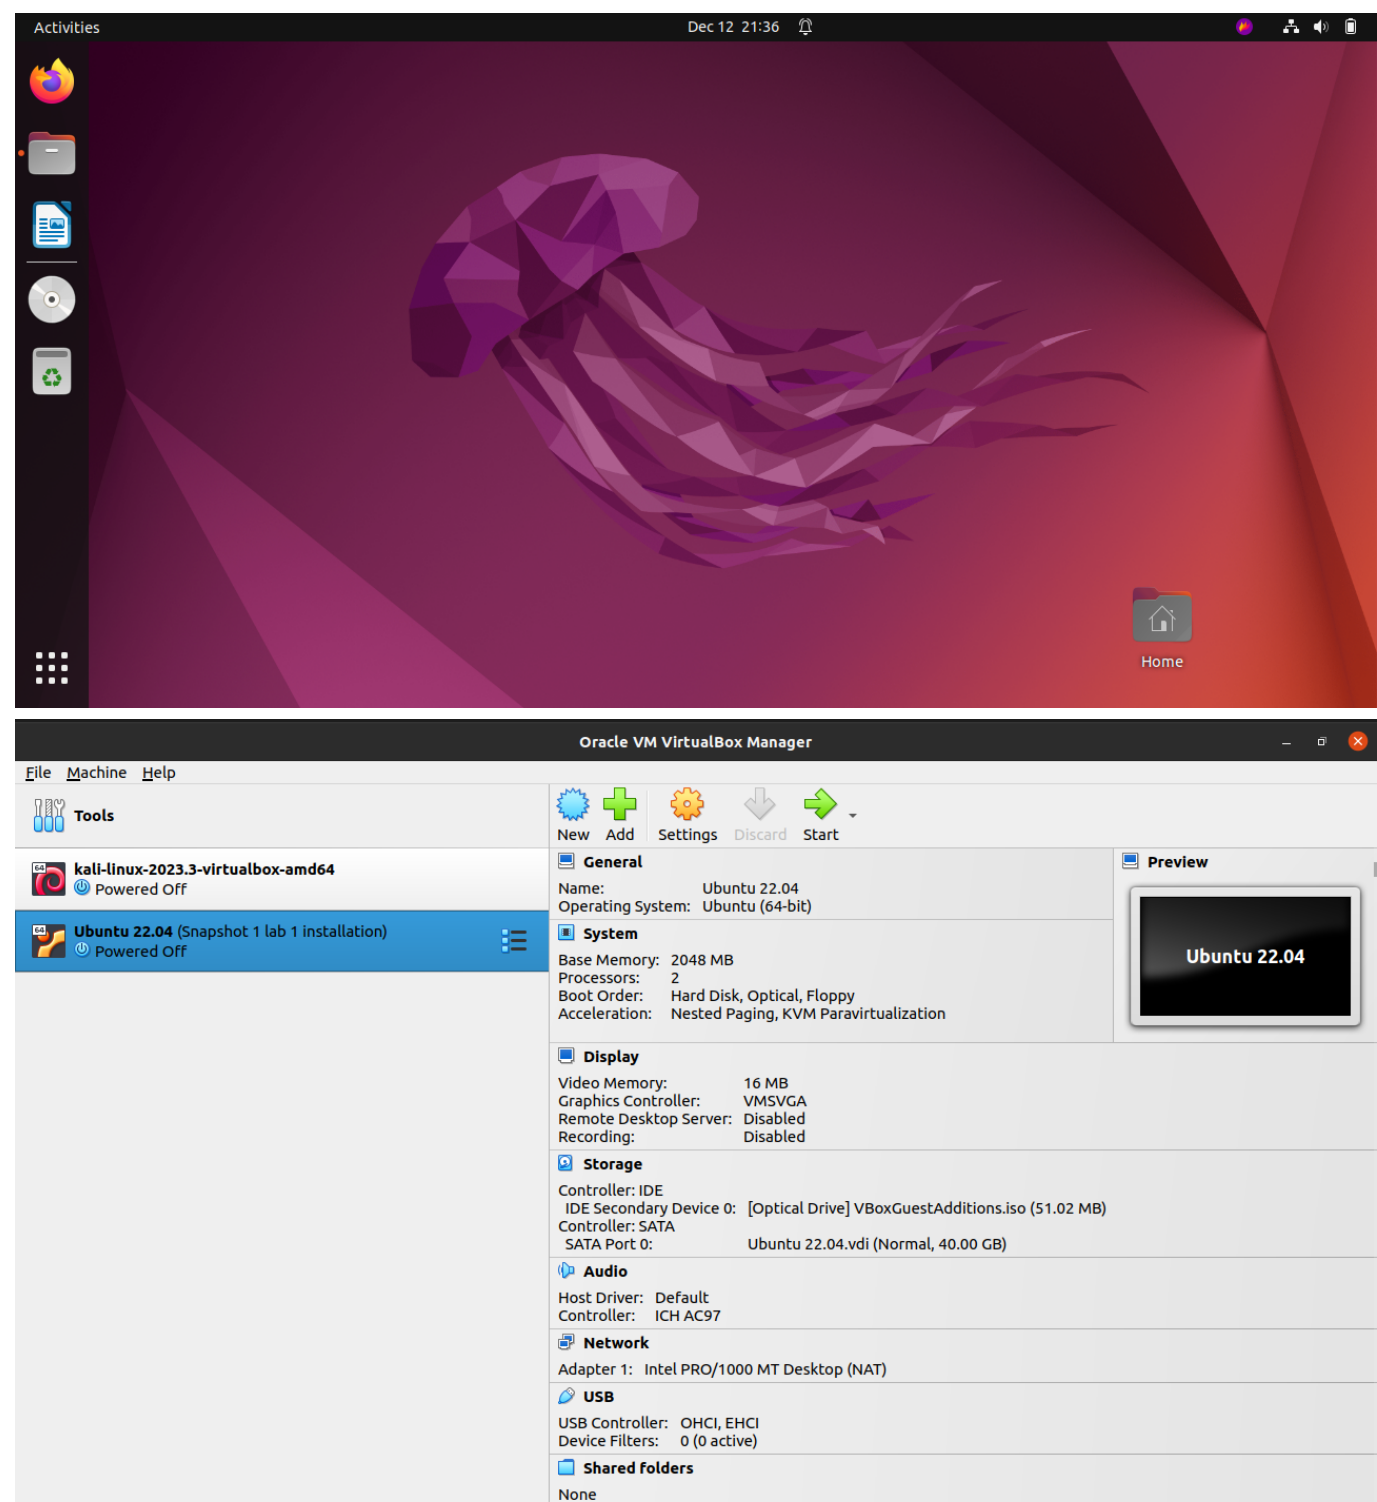 Activities
Dec 12 21:36
Home
Oracle VM VirtualBox Manager
File Machine Help
Tools
New Add Settings Discard Start
64 kali-linux-2023.3-virtualbox-amd64
Powered Off
64 Ubuntu 22.04 (Snapshot 1 lab 1 installation)
Powered Off
General
Name: Ubuntu 22.04
Operating System: Ubuntu (64-bit)
Preview
Ubuntu 22.04
System
Base Memory: 2048 MB
Processors: 2
Boot Order: Hard Disk, Optical, Floppy
Acceleration: Nested Paging, KVM Paravirtualization
Display
Video Memory: 16 MB
Graphics Controller: VMSVGA
Remote Desktop Server: Disabled
Recording: Disabled
Storage
Controller: IDE
IDE Secondary Device 0: [Optical Drive] VBoxGuestAdditions.iso (51.02 MB)
Controller: SATA
SATA Port 0: Ubuntu 22.04.vdi (Normal, 40.00 GB)
Audio
Host Driver: Default
Controller: ICH AC97
Network
Adapter 1: Intel PRO/1000 MT Desktop (NAT)
USB
USB Controller: OHCI, EHCI
Device Filters: 0 (0 active)
Shared folders
None